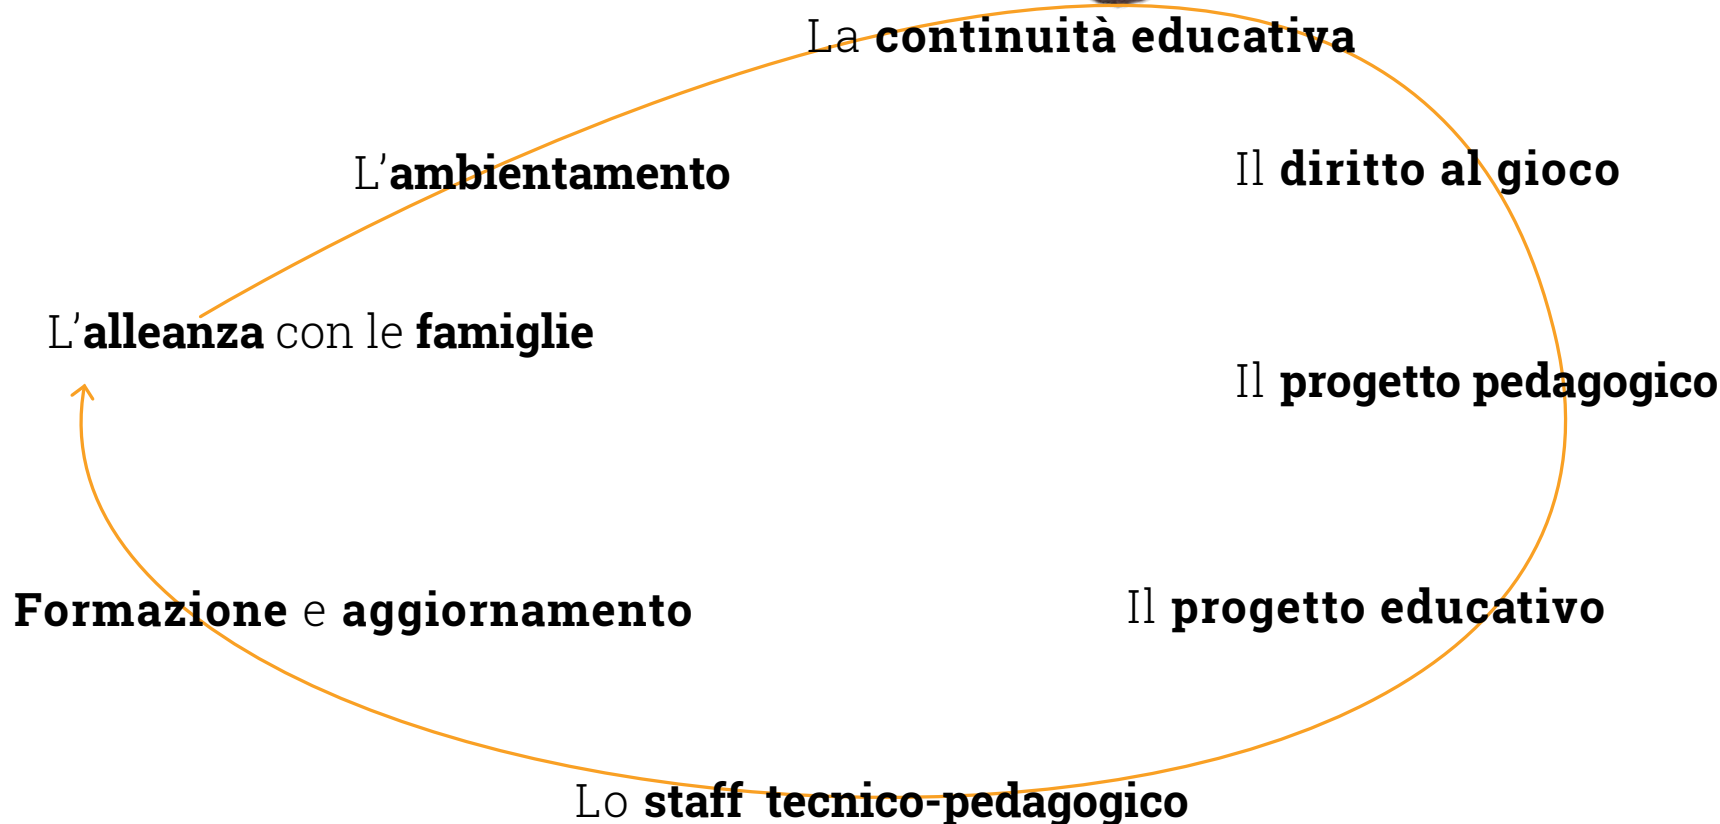 La continuità educativa
L’ambientamento
Il diritto al gioco
L’alleanza con le famiglie
Il progetto pedagogico
Formazione e aggiornamento
Il progetto educativo
Lo staff tecnico-pedagogico